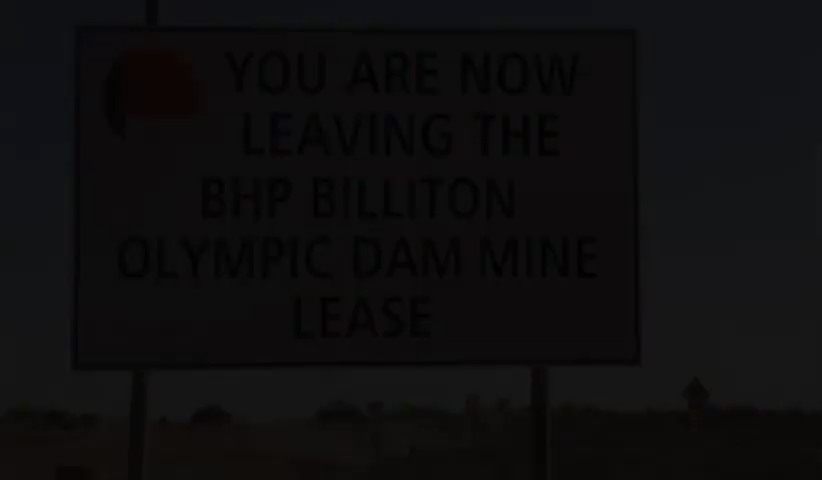 YOU ARE NOW
LEAVING THE
BHP BILLITON
OLYMPIC DAM MINE
LEASE